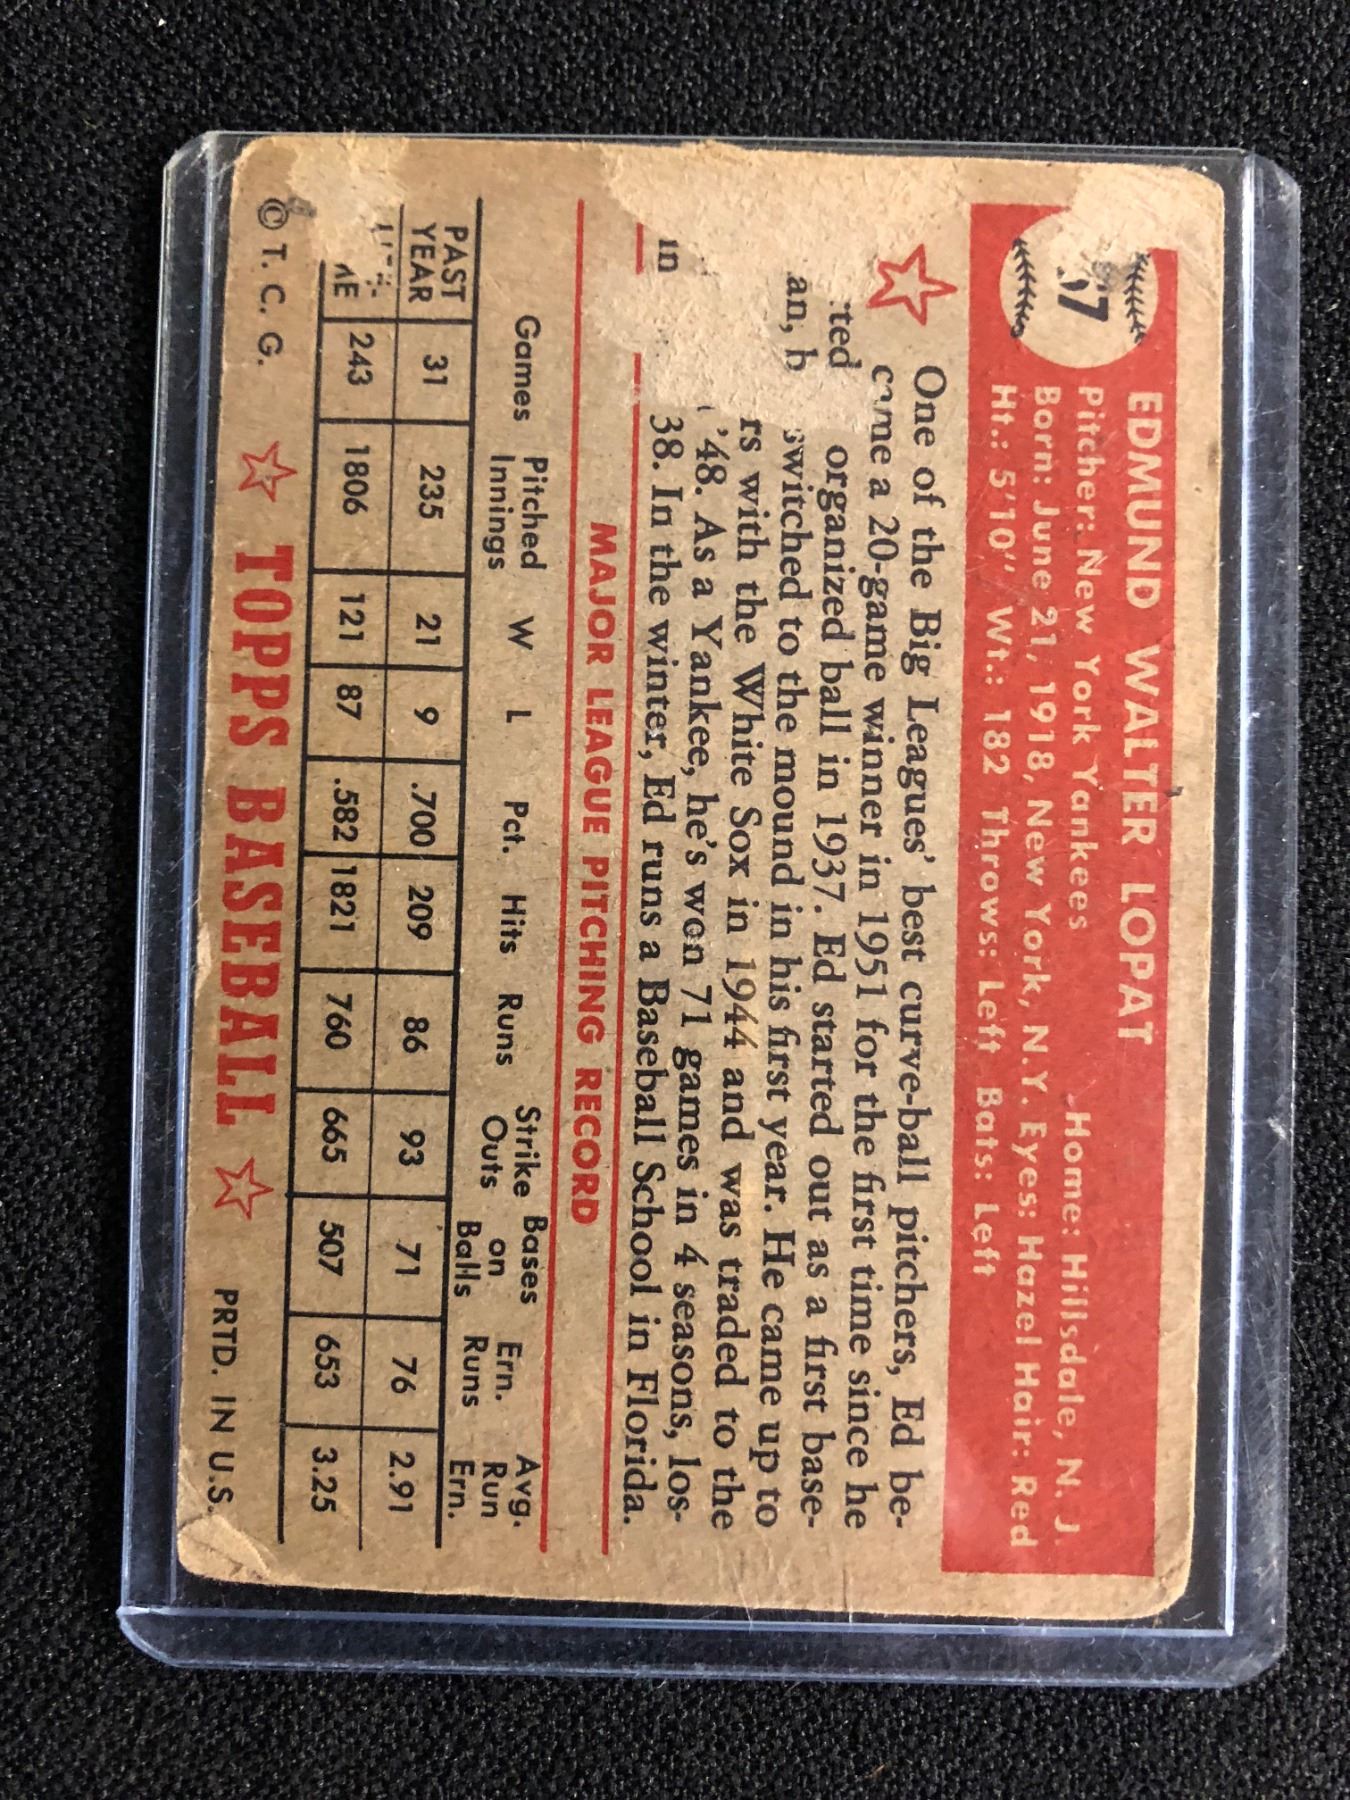 EDMUND WALTER LOPAT
Pitcher: New York Yankees Home: Hillsdale, N. J.
Born: June 21, 1918, New York, N.Y. Eyes: Hazel Hair: Red
Ht.: 5'10" Wt.: 182 Throws: Left Bats: Left
7
One of the Big Leagues' best curve-ball pitchers, Ed be-
came a 20-game winner in 1951 for the first time since he
rted organized ball in 1937. Ed started out as a first base-
an, b switched to the mound in his first year. He came up to
rs with the White Sox in 1944 and was traded to the
'48. As a Yankee, he's won 71 games in 4 seasons, los-
in 38. In the winter, Ed runs a Baseball School in Florida.
MAJOR LEAGUE PITCHING RECORD
Games Pitched Innings W L Pct. Hits Runs Strike Outs Bases on Balls Ern. Runs Avg. Run Ern.
PAST YEAR 31 235 21 9 .700 209 86 93 71 76 2.91
ME 243 1806 121 87 .582 1821 760 665 507 653 3.25
© T. C. G. TOPPS BASEBALL PRTD. IN U.S.